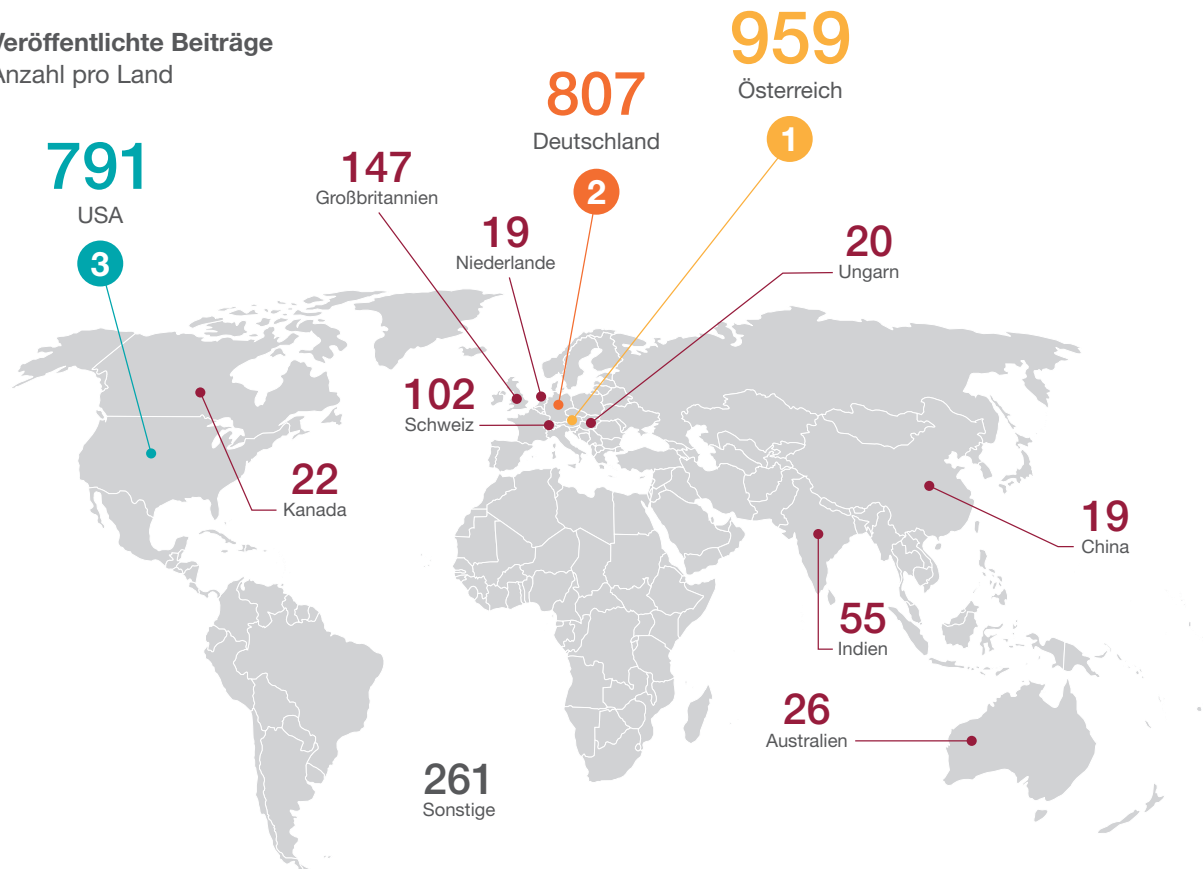 Veröffentlichte Beiträge
Anzahl pro Land
959
Österreich
1
807
Deutschland
2
791
USA
3
147
Großbritannien
19
Niederlande
20
Ungarn
102
Schweiz
22
Kanada
19
China
55
Indien
26
Australien
261
Sonstige